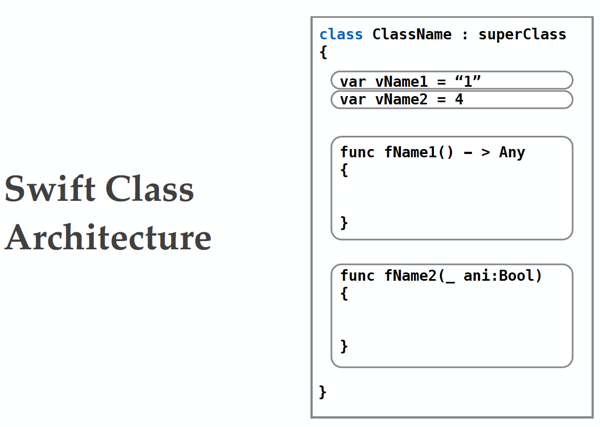 Swift Class
Architecture
class ClassName : superClass
{
var vName1 = “1”
var vName2 = 4
func fName1() – > Any
{
}
func fName2(_ ani:Bool)
{
}
}